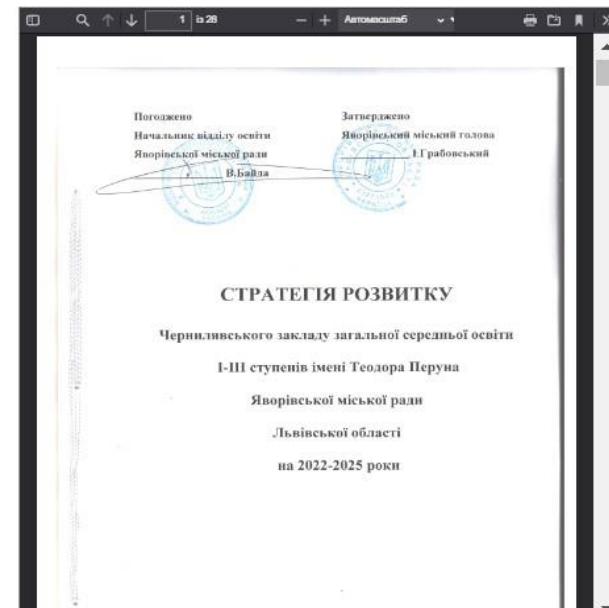 1 із 28
Автомасштаб
Погоджено
Начальник відділу освіти
Яворівської міської ради
В.Байда
Затверджено
Яворівський міський голова
І.Грабовський
СТРАТЕГІЯ РОЗВИТКУ
Чернилявського закладу загальної середньої освіти
І-ІІІ ступенів імені Теодора Перуна
Яворівської міської ради
Львівської області
на 2022-2025 роки